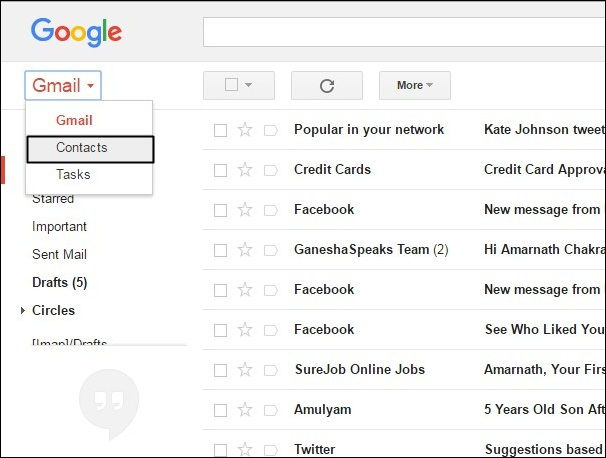 Google
Gmail
More
Gmail
Contacts
Tasks
Starred
Important
Sent Mail
Drafts (5)
Circles
[Imap]/Drafts
Popular in your network Kate Johnson tweet
Credit Cards Credit Card Approva
Facebook New message from
GaneshaSpeaks Team (2) Hi Amarnath Chakra
Facebook New message from
Facebook See Who Liked You
SureJob Online Jobs Amarnath, Your Firs
Amulyam 5 Years Old Son Aft
Twitter Suggestions based